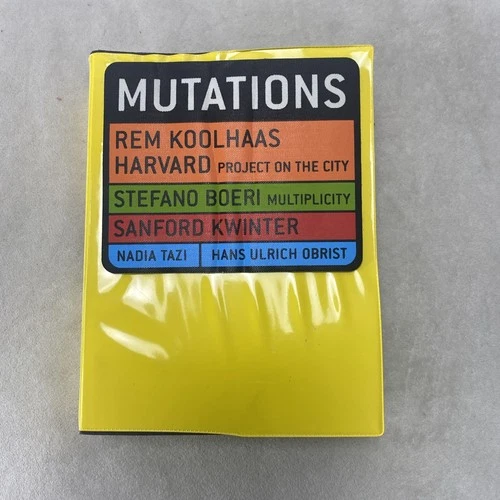 MUTATIONS
REM KOOLHAAS
HARVARD PROJECT ON THE CITY
STEFANO BOERI MULTIPLICITY
SANFORD KWINTER
NADIA TAZI HANS ULRICH OBRIST